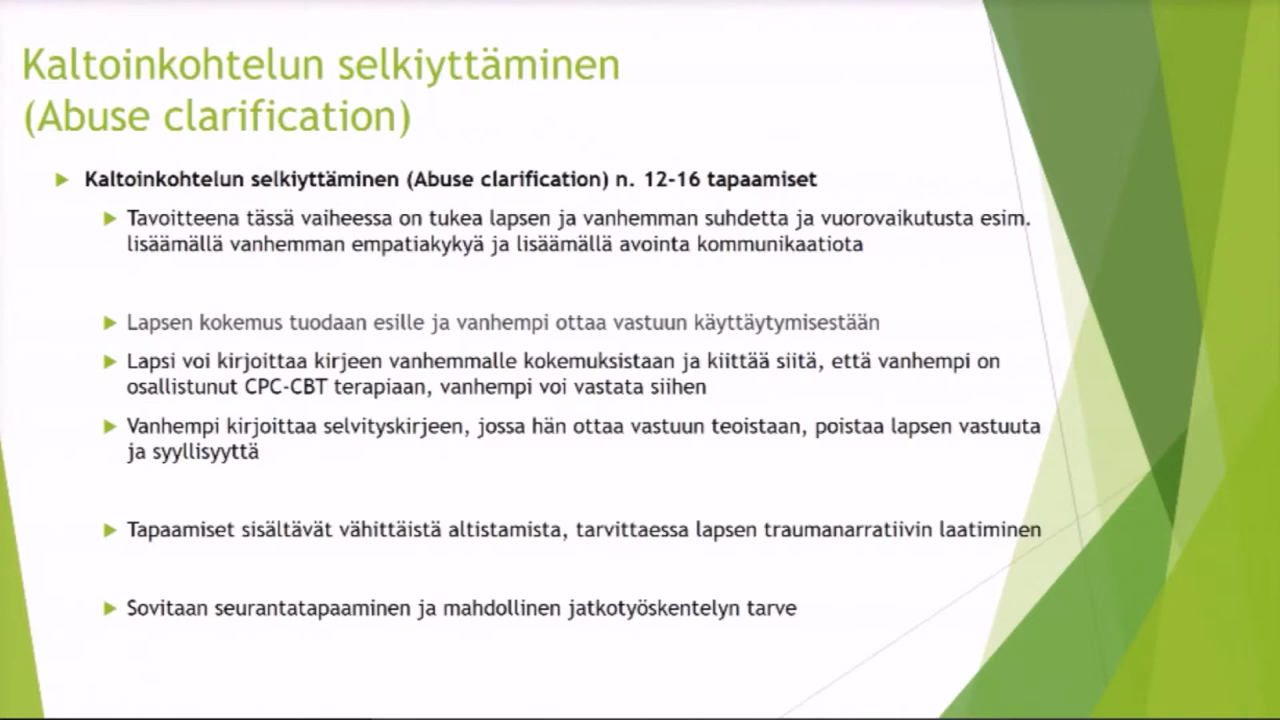 Kaltoinkohtelun selkiyttäminen
(Abuse clarification)
Kaltoinkohtelun selkiyttäminen (Abuse clarification) n. 12-16 tapaamiset
Tavoitteena tässä vaiheessa on tukea lapsen ja vanhemman suhdetta ja vuorovaikutusta esim.
lisäämällä vanhemman empatiakykyä ja lisäämällä avointa kommunikaatiota
Lapsen kokemus tuodaan esille ja vanhempi ottaa vastuun käyttäytymisestään
Lapsi voi kirjoittaa kirjeen vanhemmalle kokemuksistaan ja kiittää siitä, että vanhempi on
osallistunut CPC-CBT terapiaan, vanhempi voi vastata siihen
Vanhempi kirjoittaa selvityskirjeen, jossa hän ottaa vastuun teoistaan, poistaa lapsen vastuuta
ja syyllisyyttä
Tapaamiset sisältävät vähittäistä altistamista, tarvittaessa lapsen traumanarratiivin laatiminen
Sovitaan seurantatapaaminen ja mahdollinen jatkotyöskentelyn tarve